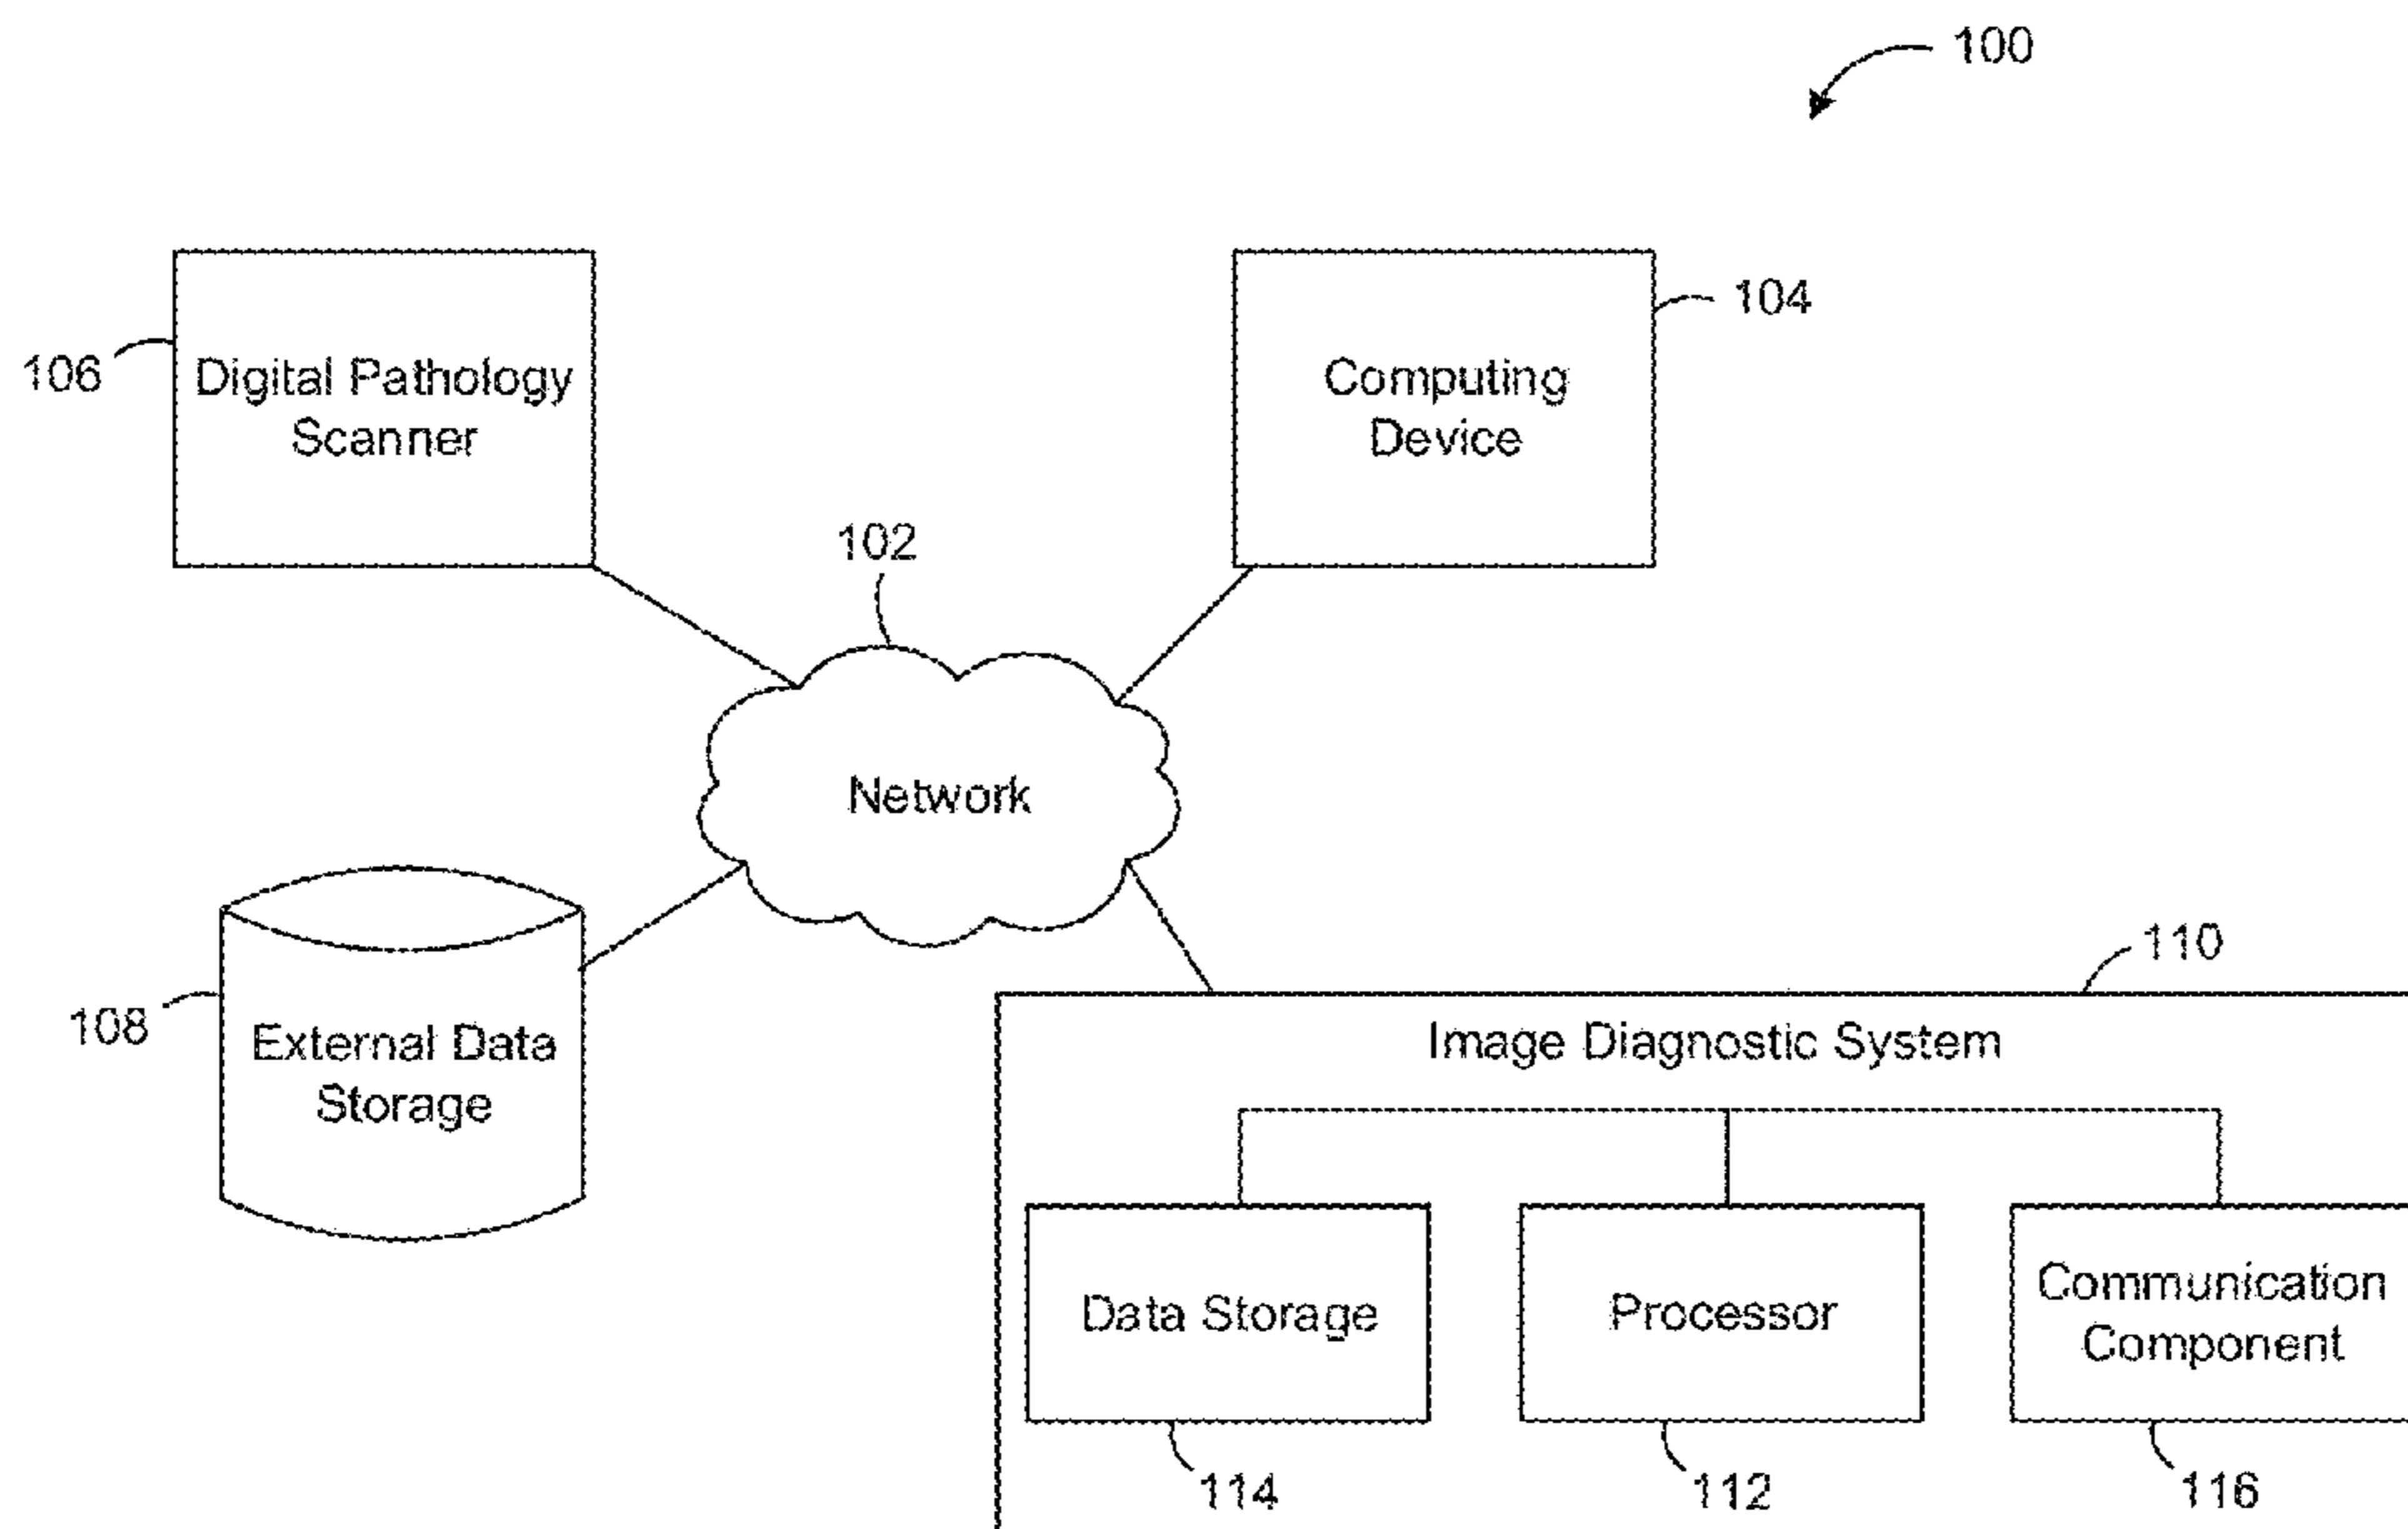 100
106
Digital Pathology
Scanner
Computing
Device
104
102
Network
108
External Data
Storage
110
Image Diagnostic System
Data Storage
Processor
Communication
Component
114
112
116